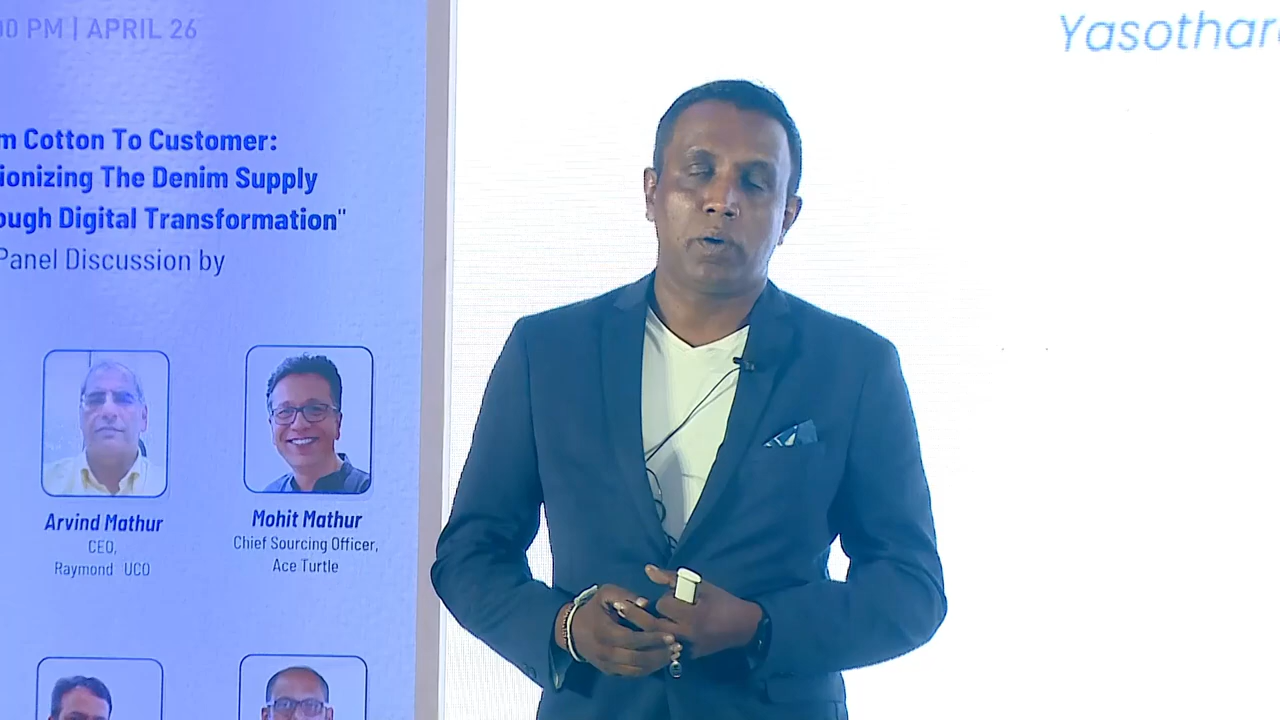 00 PM | APRIL 26
m Cotton To Customer:
ionizing The Denim Supply
ough Digital Transformation"
Panel Discussion by
Arvind Mathur
CEO,
Raymond UCO
Mohit Mathur
Chief Sourcing Officer,
Ace Turtle
Yasothar